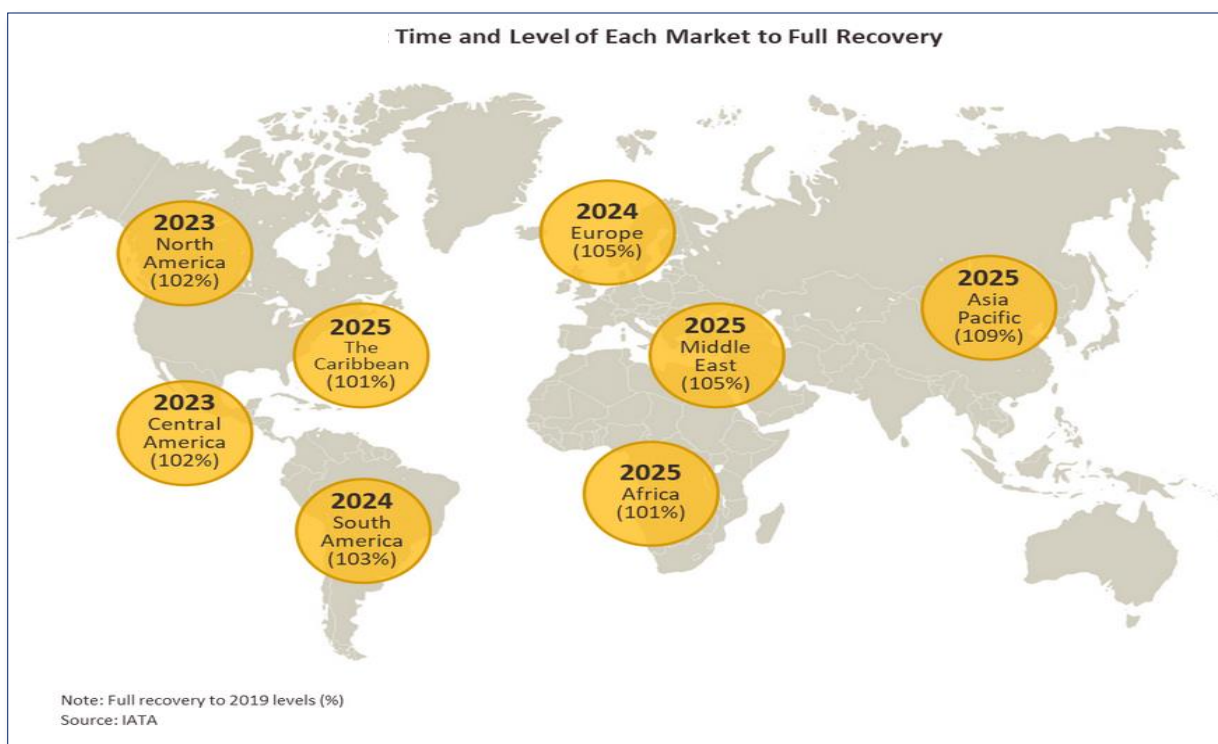 : Time and Level of Each Market to Full Recovery
2023
North
America
(102%)
2024
Europe
(105%)
2025
Asia
Pacific
(109%)
2025
The
Caribbean
(101%)
2025
Middle
East
(105%)
2023
Central
America
(102%)
2025
Africa
(101%)
2024
South
America
(103%)
Note: Full recovery to 2019 levels (%)
Source: IATA